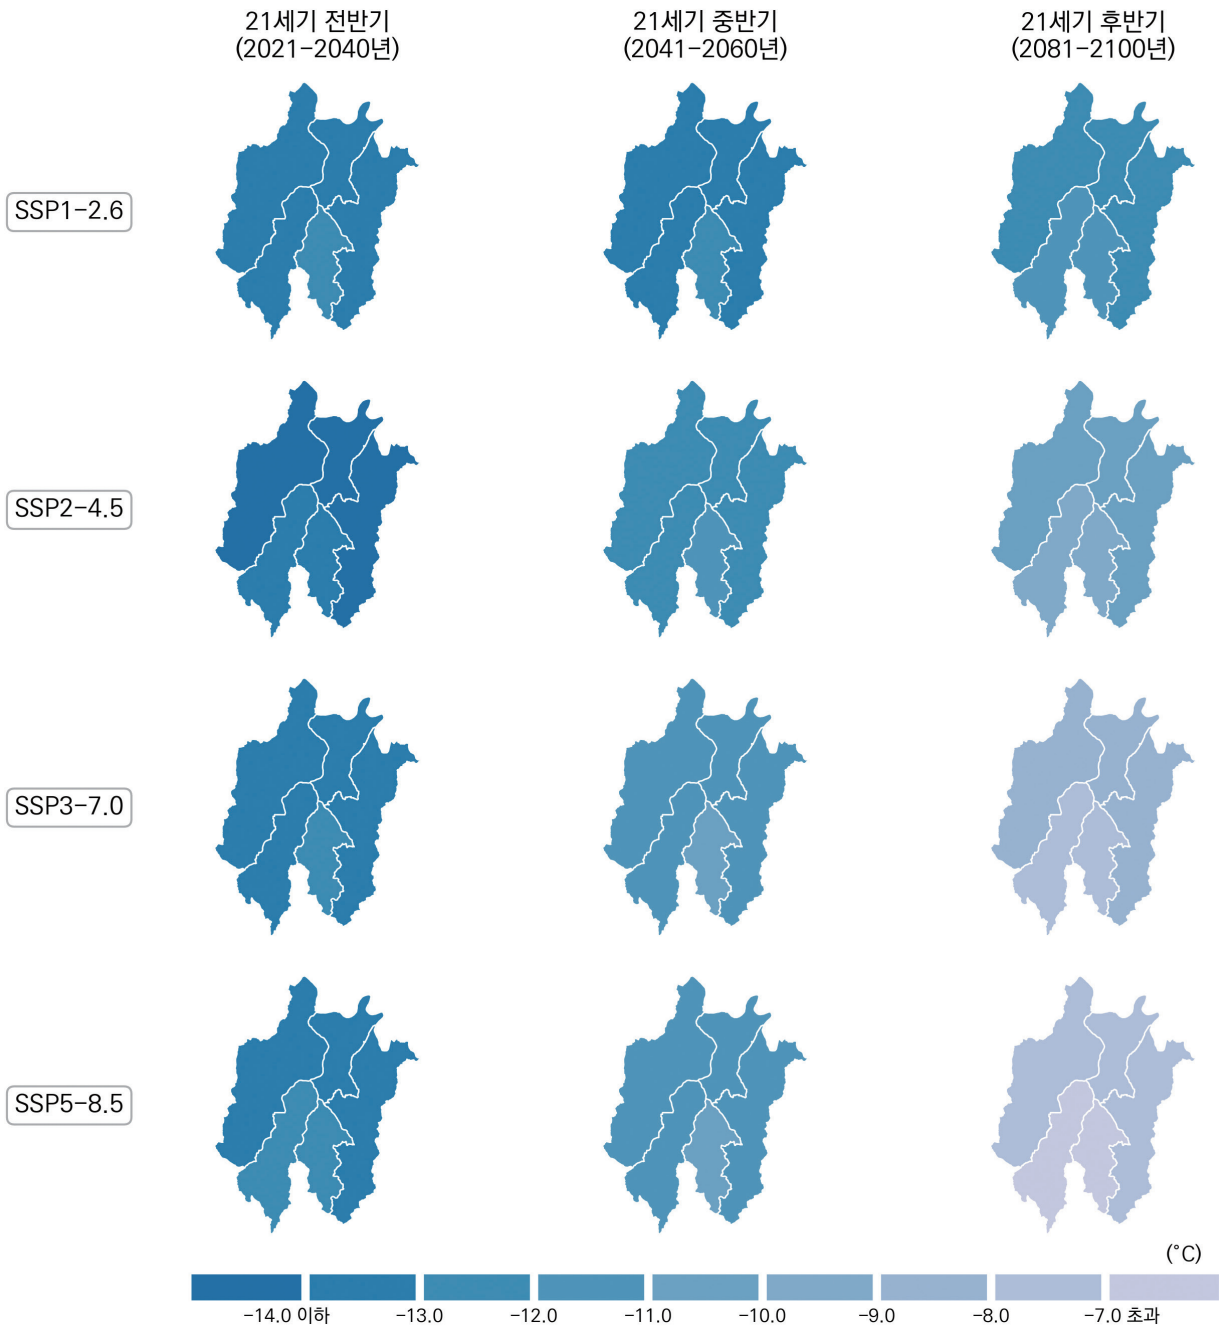 21세기 전반기
(2021-2040년)
21세기 중반기
(2041-2060년)
21세기 후반기
(2081-2100년)
SSP1-2.6
SSP2-4.5
SSP3-7.0
SSP5-8.5
(°C)
-14.0 이하 -13.0 -12.0 -11.0 -10.0 -9.0 -8.0 -7.0 초과